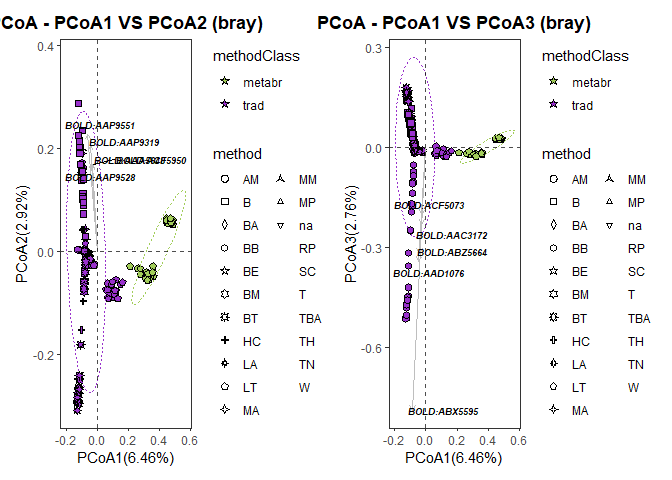 PCoA - PCoA1 VS PCoA2 (bray)
PCoA2(2.92%)
0.4
0.2
0.0
-0.2
BOLD:AAP9551
BOLD:AAP9319
BOLD:AAP9528
-0.2 0.0 0.2 0.4 0.6
PCoA1(6.46%)
methodClass
metabr
trad
method
AM MM
B MP
BA na
BB RP
BE SC
BM T
BT TBA
HC TH
LA TN
LT W
MA
PCoA - PCoA1 VS PCoA3 (bray)
PCoA3(2.76%)
0.3
0.0
-0.3
-0.6
BOLD:ACF5073
BOLD:AAC3172
BOLD:ABZ5664
BOLD:AAD1076
BOLD:ABX5595
-0.2 0.0 0.2 0.4 0.6
PCoA1(6.46%)
methodClass
metabr
trad
method
AM MM
B MP
BA na
BB RP
BE SC
BM T
BT TBA
HC TH
LA TN
LT W
MA